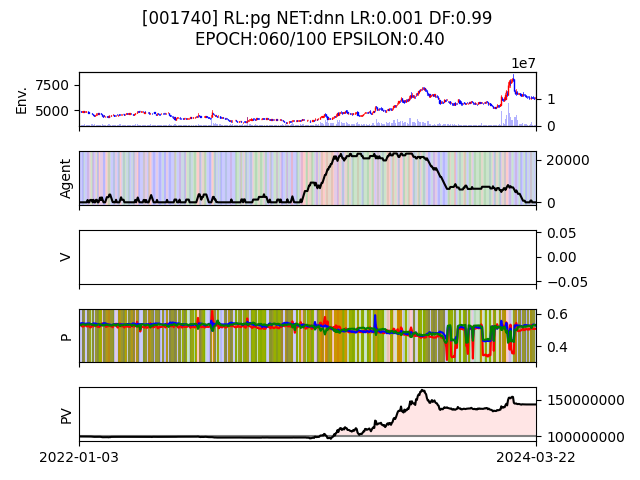 [001740] RL:pg NET:dnn LR:0.001 DF:0.99
EPOCH:060/100 EPSILON:0.40
1e7
Env.
7500
5000
1
0
Agent
20000
0
V
0.05
0.00
−0.05
P
0.6
0.4
PV
150000000
100000000
2022-01-03
2024-03-22